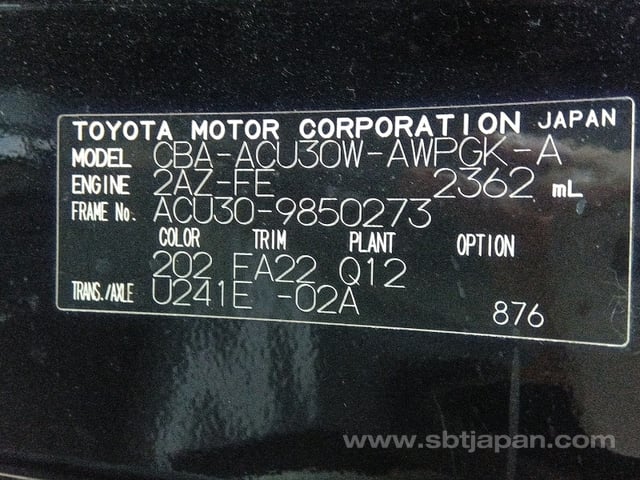 TOYOTA MOTOR CORPORATION JAPAN
MODEL CBA-ACU30W-AWPGK-A
ENGINE 2AZ-FE 2362 mL
FRAME No. ACU30-9850273
COLOR TRIM PLANT OPTION
202 EA22 Q12
TRANS./AXLE U241E -02A
876
www.sbtjapan.com